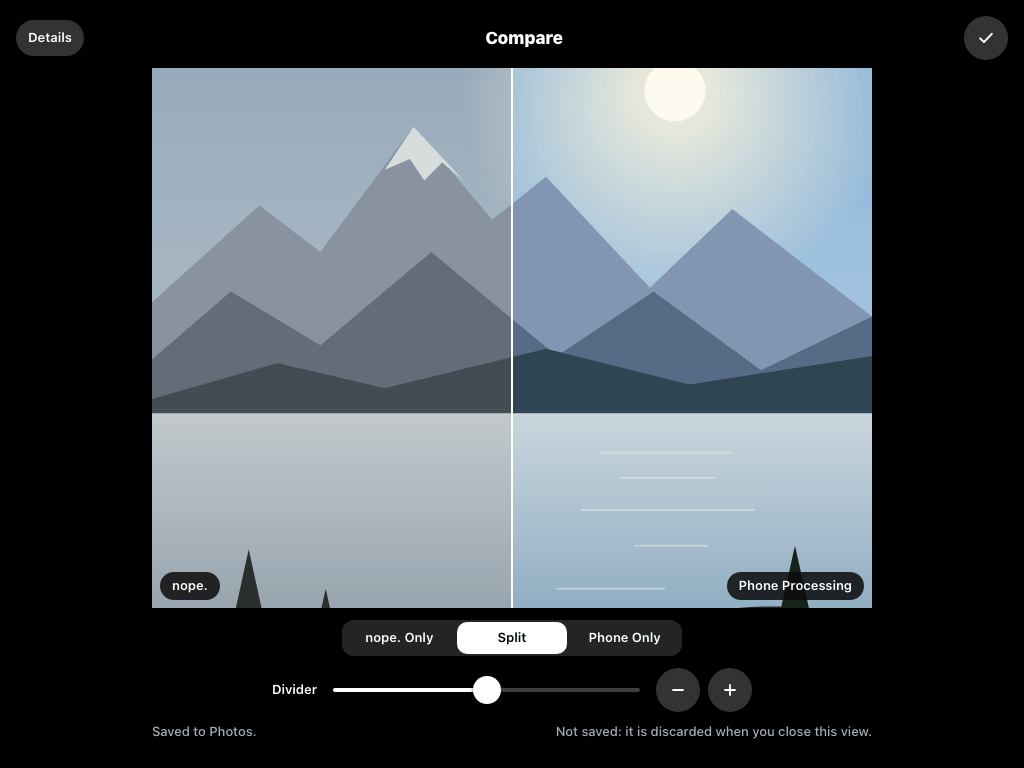 Details
Compare
nope.
Phone Processing
nope. Only
Split
Phone Only
Divider
Saved to Photos.
Not saved: it is discarded when you close this view.